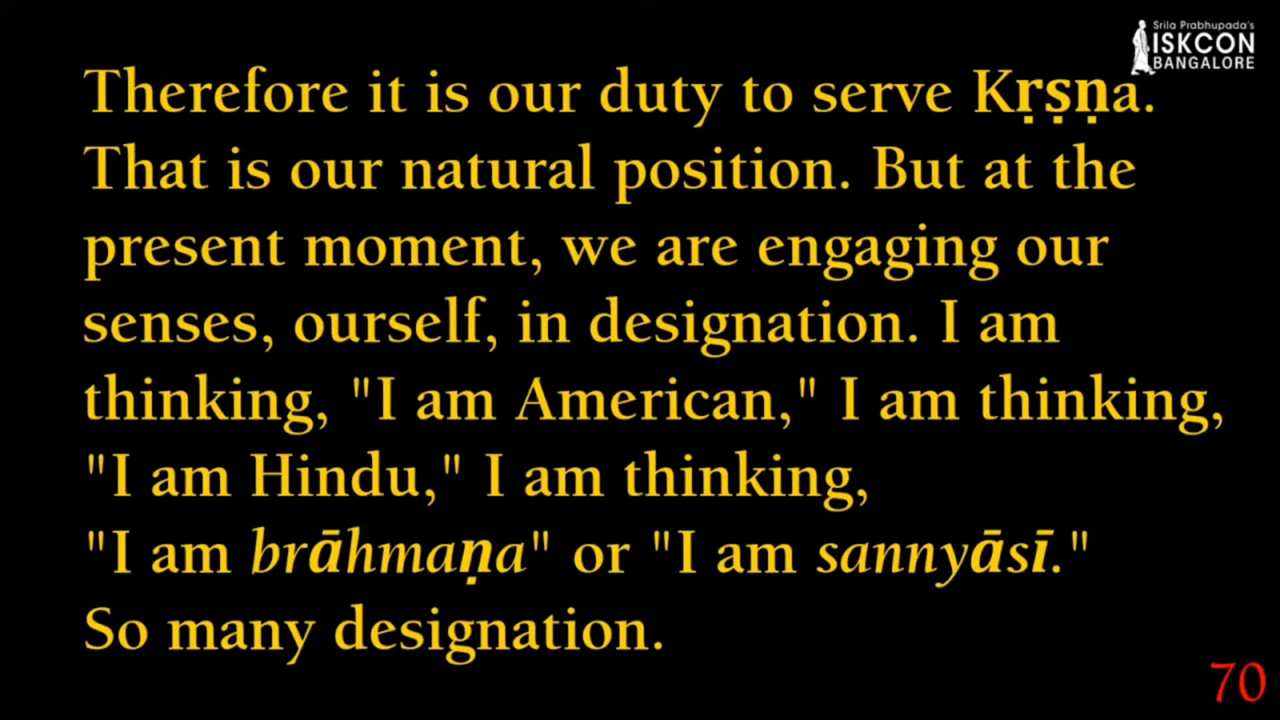 Srila Prabhupada's
ISKCON
BANGALORE
Therefore it is our duty to serve Kṛṣṇa.
That is our natural position. But at the
present moment, we are engaging our
senses, ourself, in designation. I am
thinking, "I am American," I am thinking,
"I am Hindu," I am thinking,
"I am brāhmaṇa" or "I am sannyāsī."
So many designation.
70